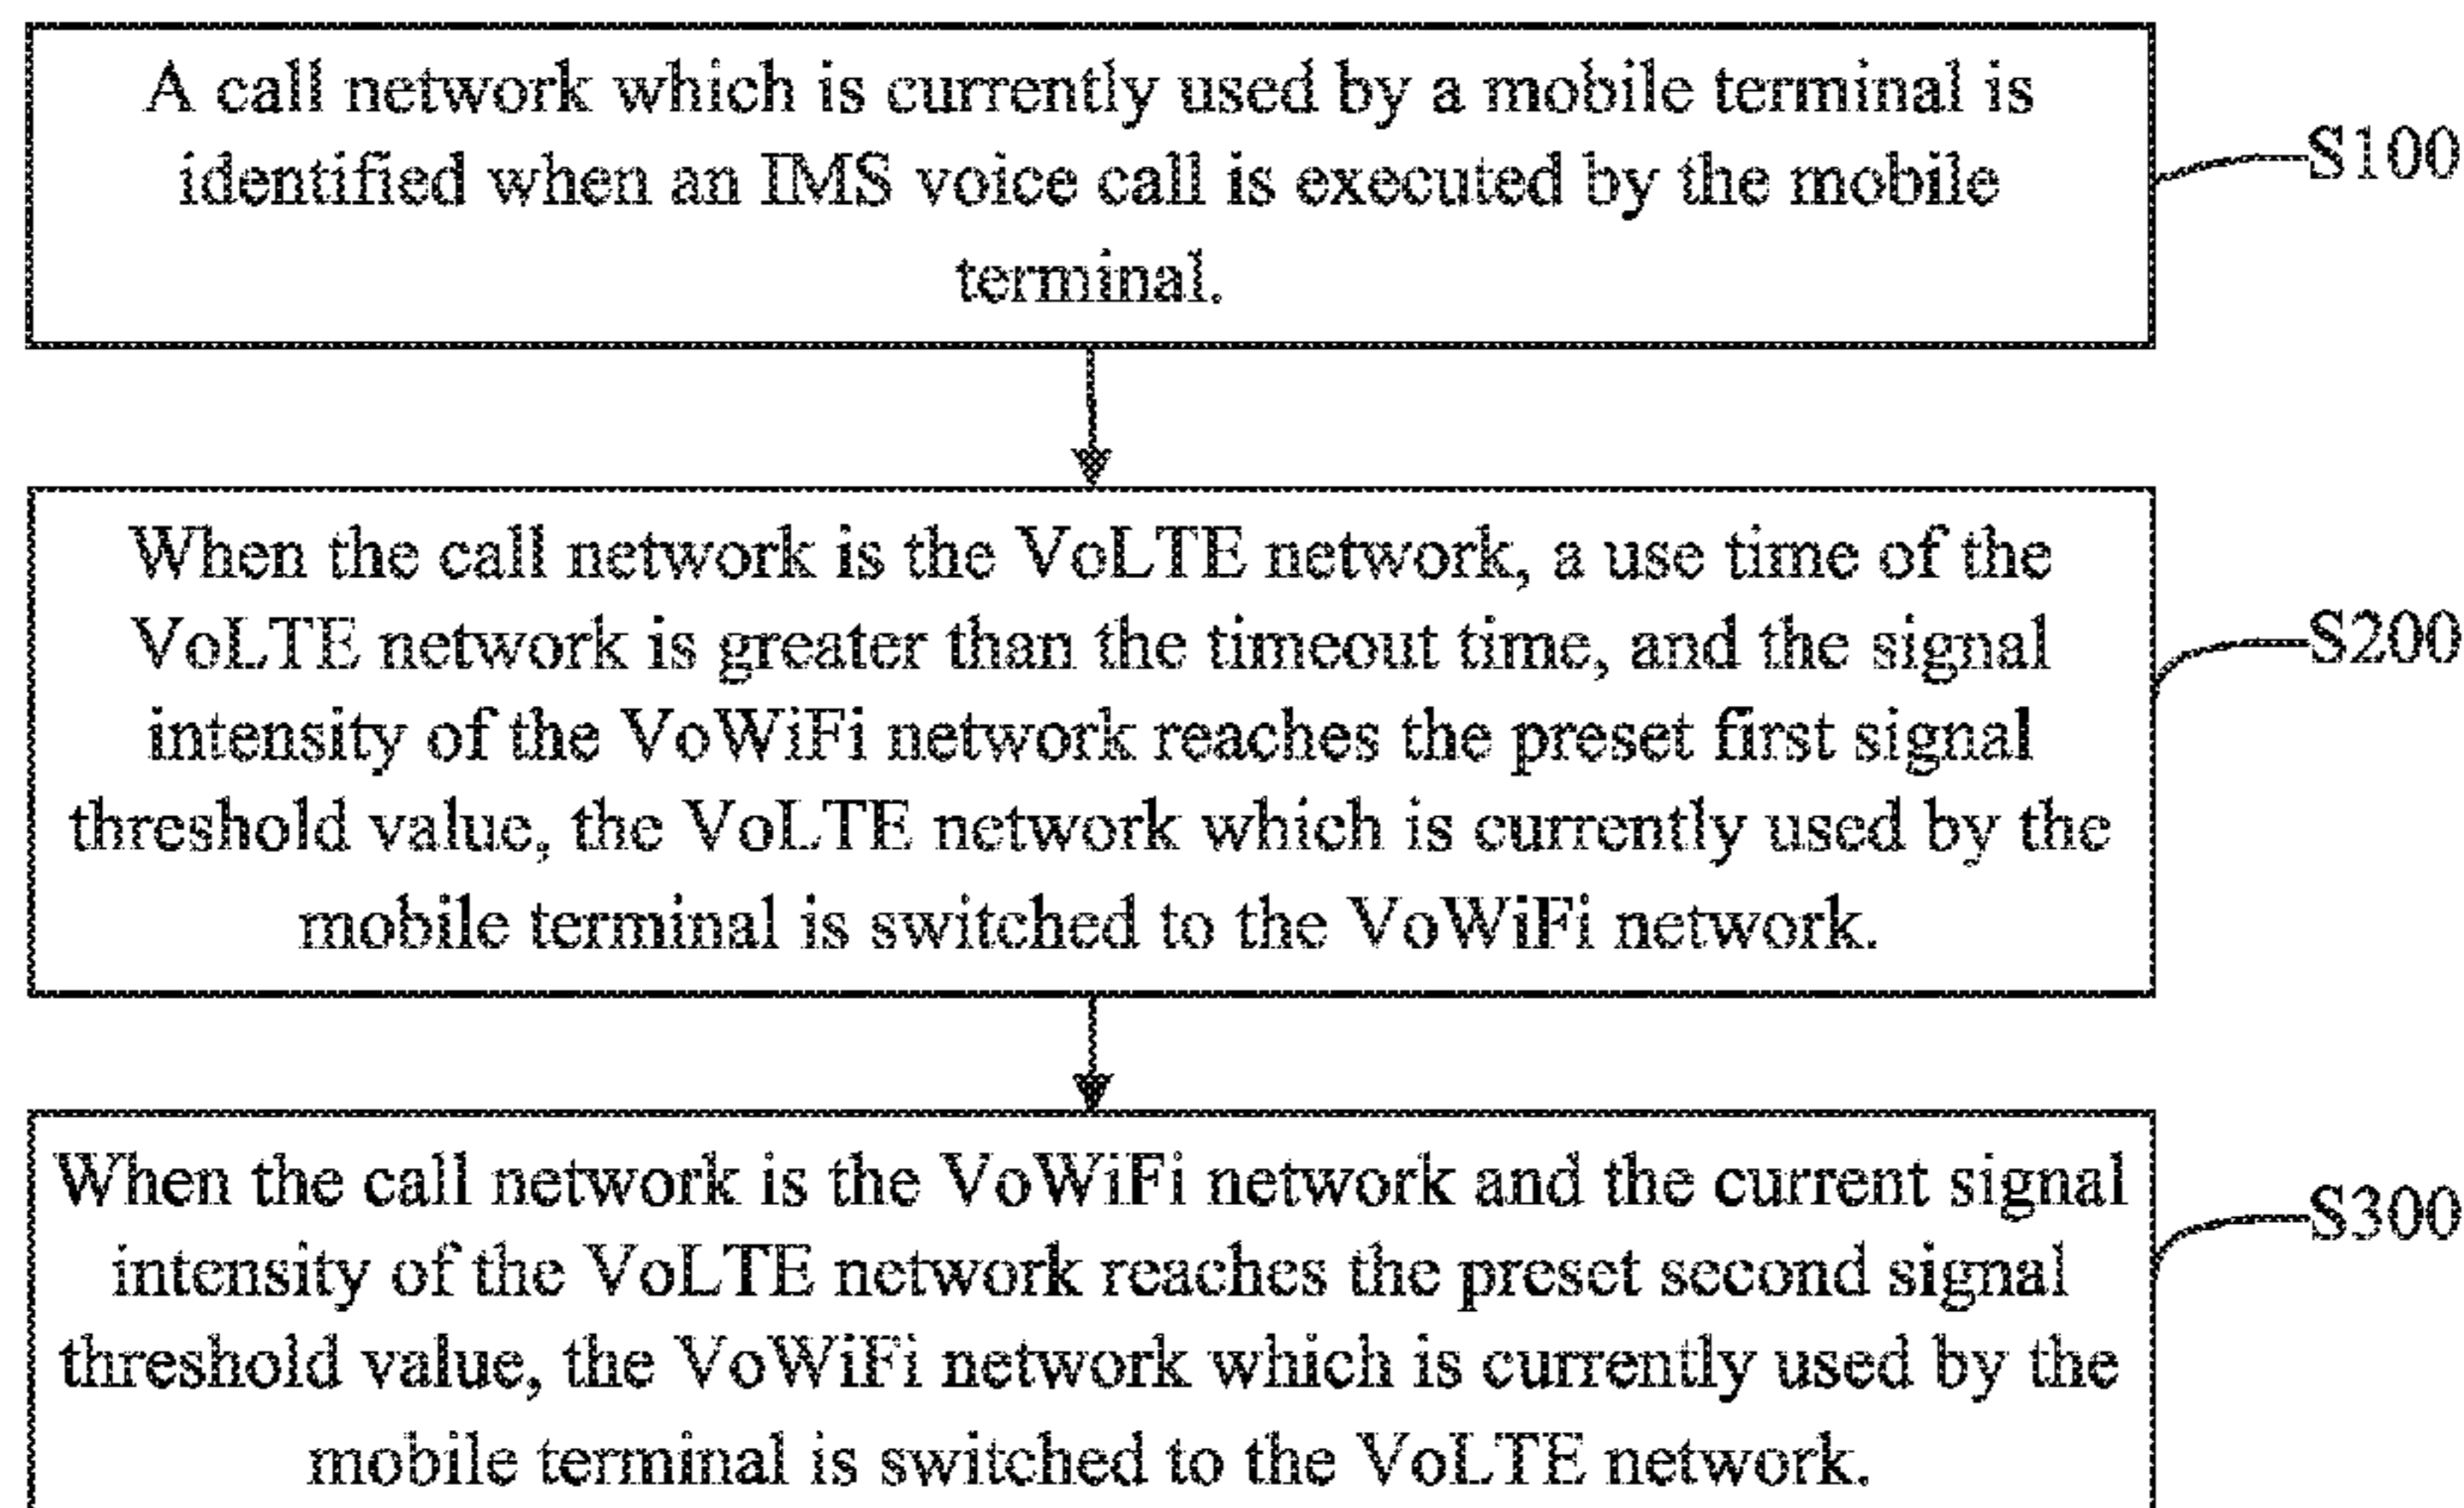 A call network which is currently used by a mobile terminal is
identified when an IMS voice call is executed by the mobile
terminal.
S100
When the call network is the VoLTE network, a use time of the
VoLTE network is greater than the timeout time, and the signal
intensity of the VoWiFi network reaches the preset first signal
threshold value, the VoLTE network which is currently used by the
mobile terminal is switched to the VoWiFi network.
S200
When the call network is the VoWiFi network and the current signal
intensity of the VoLTE network reaches the preset second signal
threshold value, the VoWiFi network which is currently used by the
mobile terminal is switched to the VoLTE network.
S300